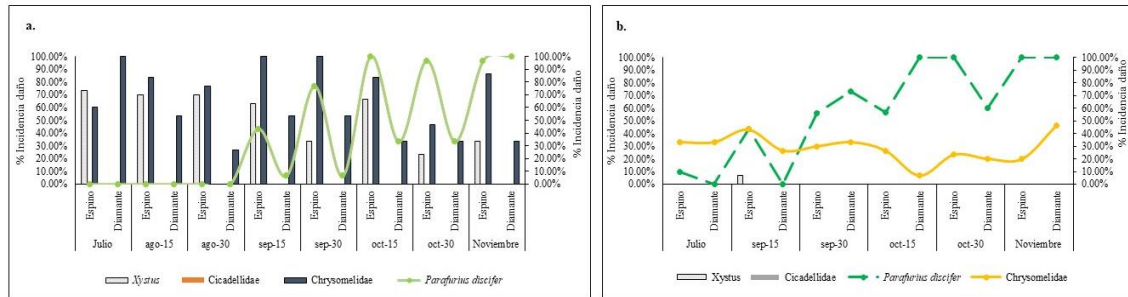 a.
100.00% 100.00%
90.00% 90.00%
80.00% 80.00%
70.00% 70.00%
60.00% 60.00%
50.00% 50.00%
40.00% 40.00%
30.00% 30.00%
20.00% 20.00%
10.00% 10.00%
0.00% 0.00%
% Incidencia daño
% Incidencia daño
Espino Diamante Espino Diamante Espino Diamante Espino Diamante Espino Diamante Espino Diamante Espino Diamante Espino Diamante
Julio ago-15 ago-30 sep-15 sep-30 oct-15 oct-30 Noviembre
Xystus Cicadellidae Chrysomelidae Parafurius discifer
b.
100.00% 100.00%
90.00% 90.00%
80.00% 80.00%
70.00% 70.00%
60.00% 60.00%
50.00% 50.00%
40.00% 40.00%
30.00% 30.00%
20.00% 20.00%
10.00% 10.00%
0.00% 0.00%
% Incidencia daño
% Incidencia daño
Espino Diamante Espino Diamante Espino Diamante Espino Diamante Espino Diamante Espino Diamante
Julio sep-15 sep-30 oct-15 oct-30 Noviembre
Xystus Cicadellidae Parafurius discifer Chrysomelidae